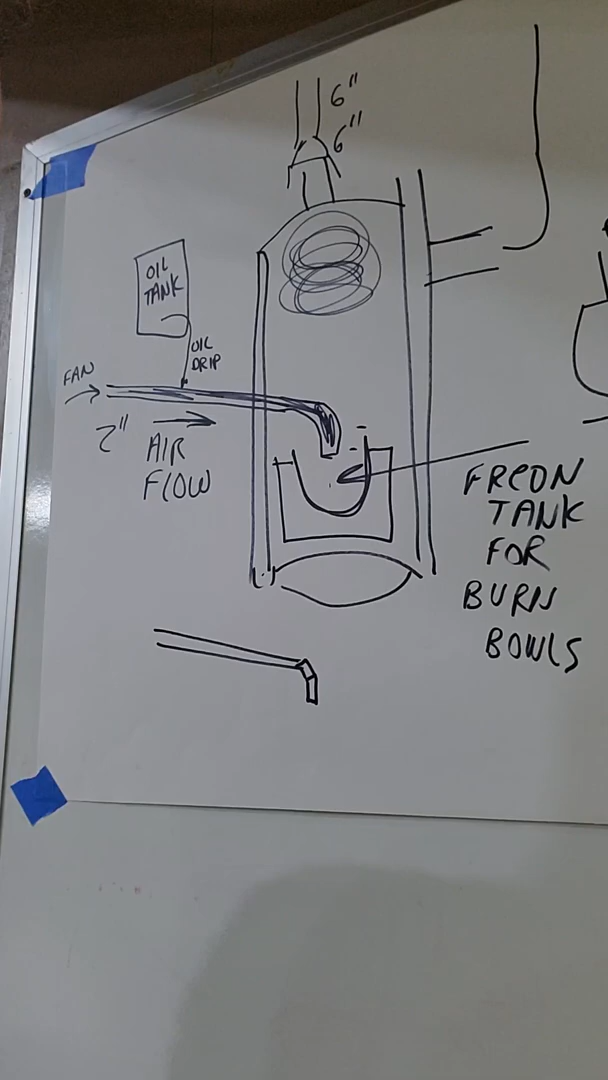 6"
6"
OIL
TANK
OIL
DRIP
FAN
2"
AIR
FLOW
FREON
TANK
FOR
BURN
BOWLS